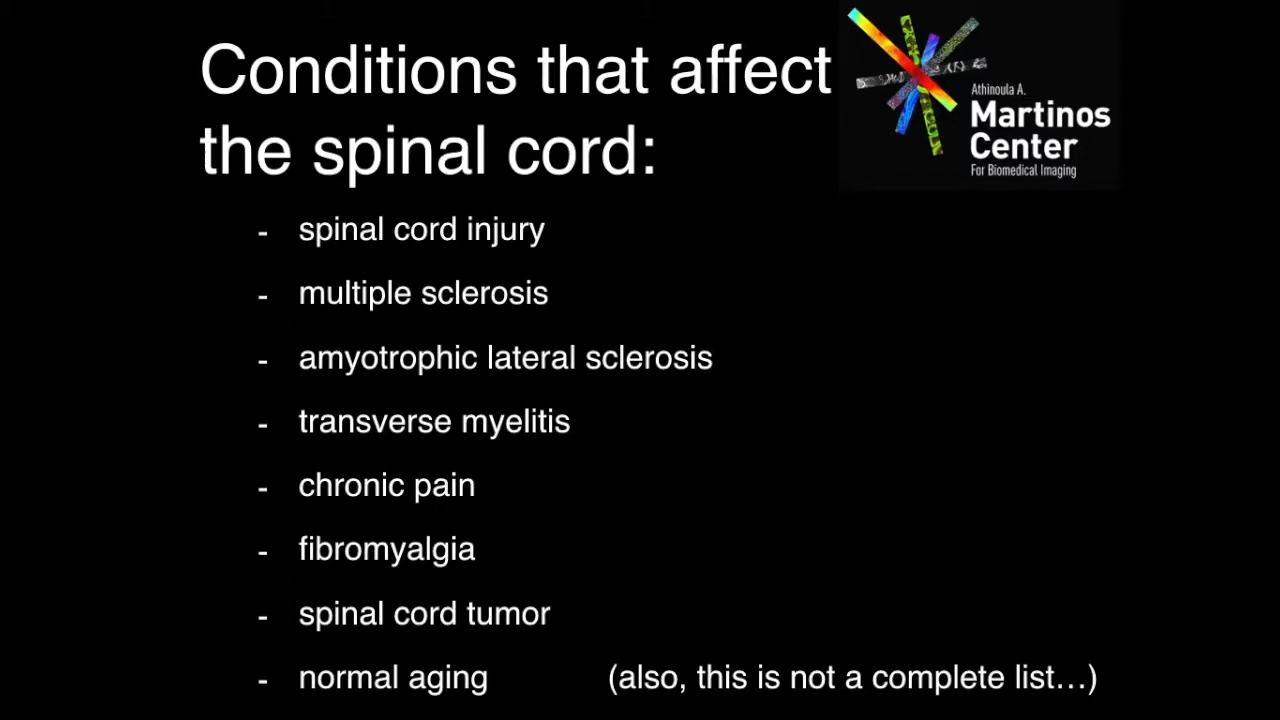 Conditions that affect
the spinal cord:
Athinoula A.
Martinos
Center
For Biomedical Imaging
- spinal cord injury
- multiple sclerosis
- amyotrophic lateral sclerosis
- transverse myelitis
- chronic pain
- fibromyalgia
- spinal cord tumor
- normal aging (also, this is not a complete list...)